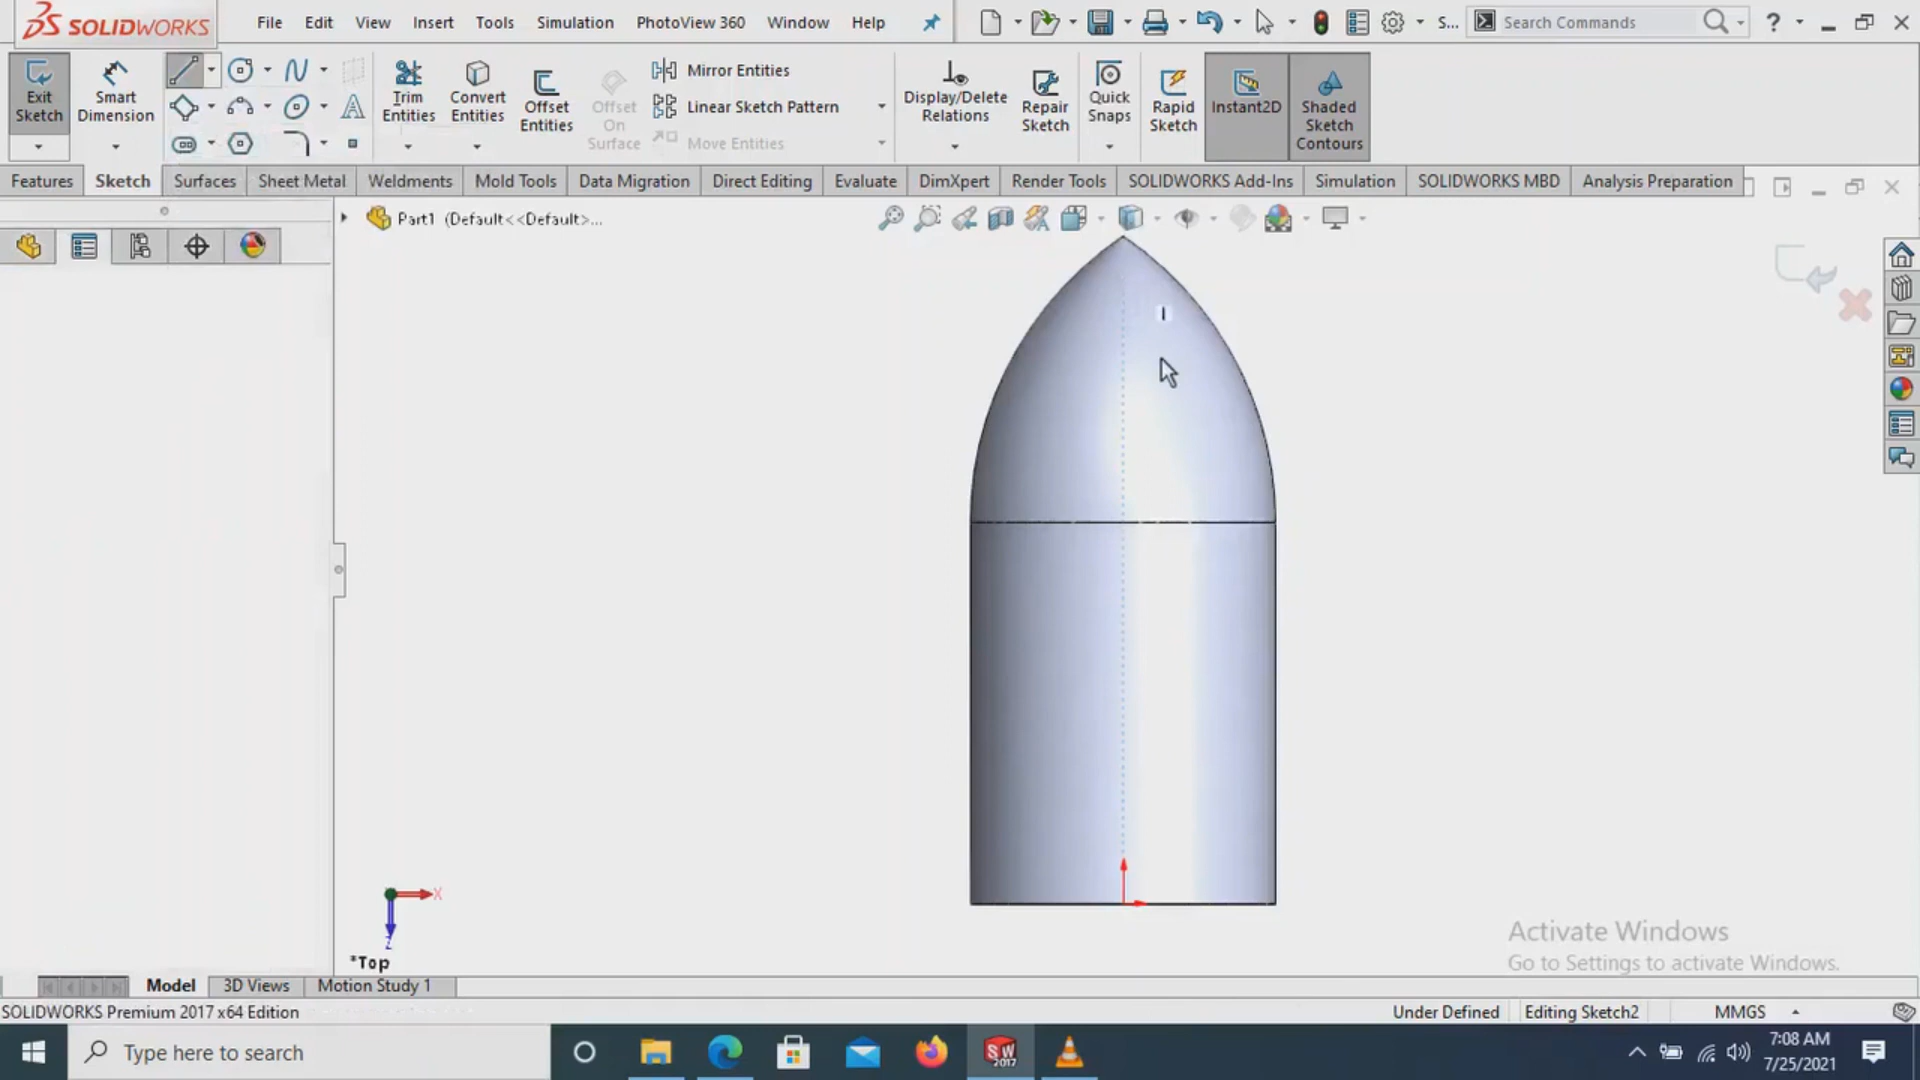 SOLIDWORKS File Edit View Insert Tools Simulation PhotoView 360 Window Help S... Search Commands ?
Exit Sketch
Smart Dimension
Trim Entities
Convert Entities
Offset Entities
Offset On Surface
Mirror Entities
Linear Sketch Pattern
Move Entities
Display/Delete Relations
Repair Sketch
Quick Snaps
Rapid Sketch
Instant2D
Shaded Sketch Contours
Features Sketch Surfaces Sheet Metal Weldments Mold Tools Data Migration Direct Editing Evaluate DimXpert Render Tools SOLIDWORKS Add-Ins Simulation SOLIDWORKS MBD Analysis Preparation
Part1 (Default<<Default>...
X
Z
*Top
Activate Windows
Go to Settings to activate Windows.
Model 3D Views Motion Study 1
SOLIDWORKS Premium 2017 x64 Edition Under Defined Editing Sketch2 MMGS
Type here to search
SW 2017
7:08 AM
7/25/2021